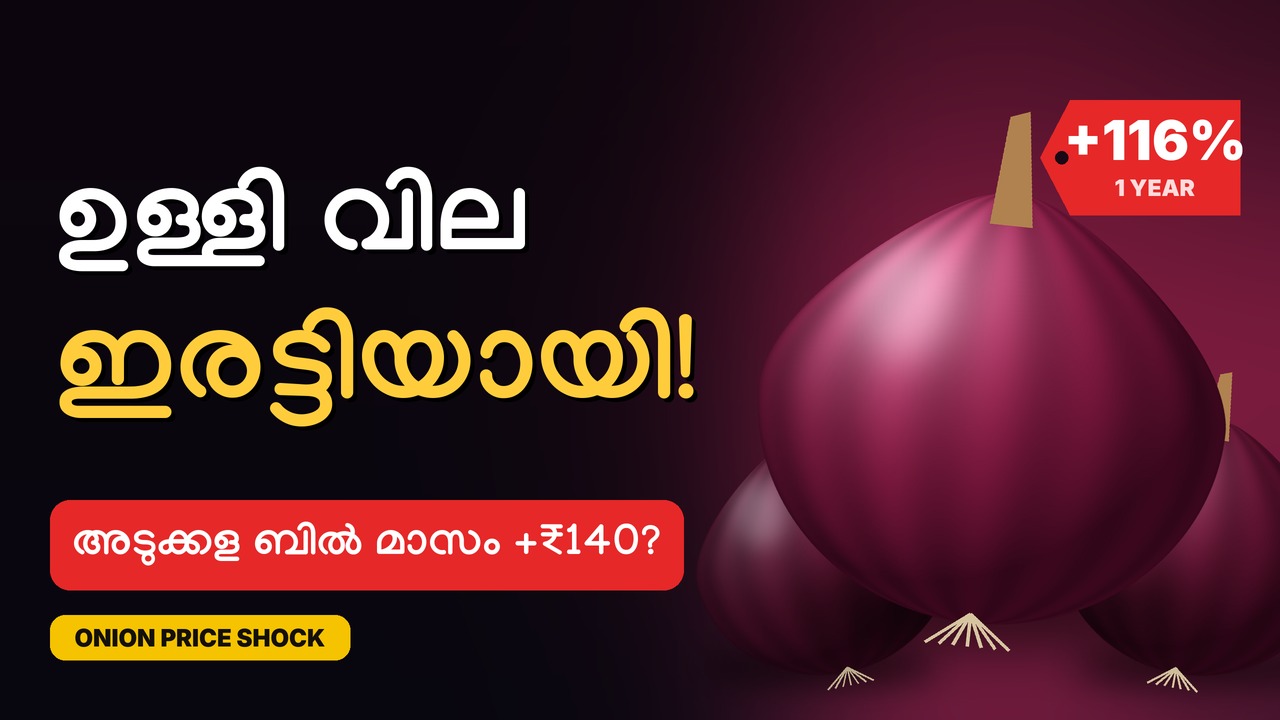 ഉള്ളി വില
ഇരട്ടിയായി!
അടുക്കള ബിൽ മാസം +₹140?
ONION PRICE SHOCK
+116%
1 YEAR